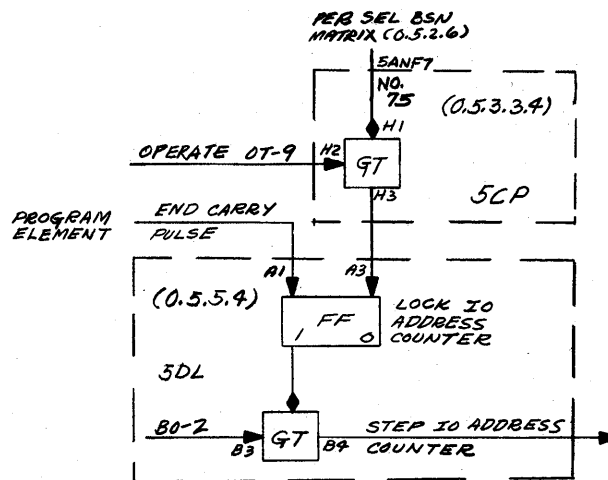 PER SEL BSN
MATRIX (0.5.2.6)
5ANF7
NO.
75
(0.5.3.3.4)
H1
OPERATE OT-9
H2
GT
H3
5CP
PROGRAM
ELEMENT
END CARRY
PULSE
A1
A3
(0.5.5.4)
FF
1
0
LOCK IO
ADDRESS
COUNTER
5DL
BO-2
B3
GT
B4
STEP IO ADDRESS
COUNTER